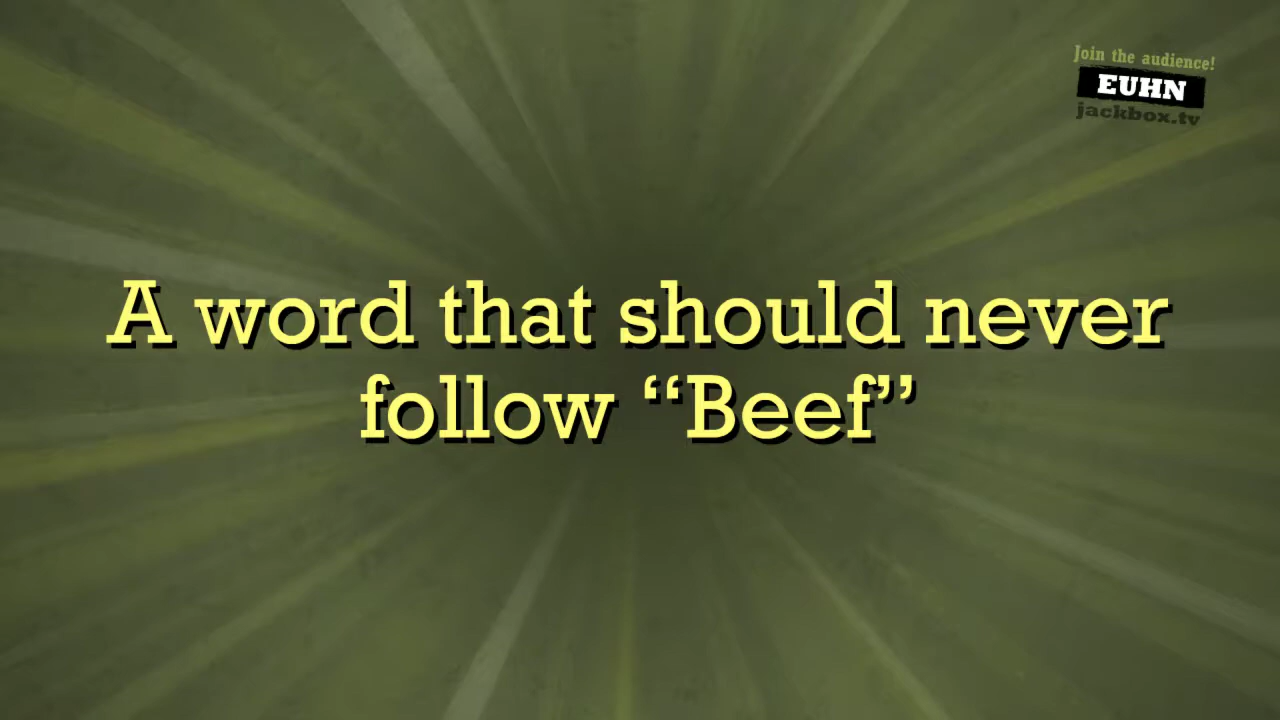 Join the audience!
EUHN
jackbox.tv
A word that should never
follow “Beef”